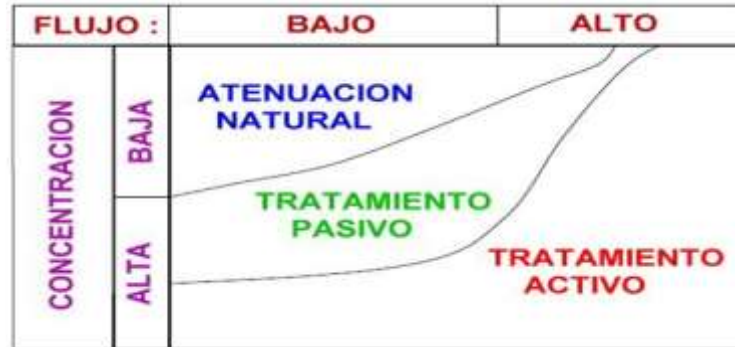 FLUJO : BAJO ALTO
CONCENTRACION
BAJA
ALTA
ATENUACION
NATURAL
TRATAMIENTO
PASIVO
TRATAMIENTO
ACTIVO